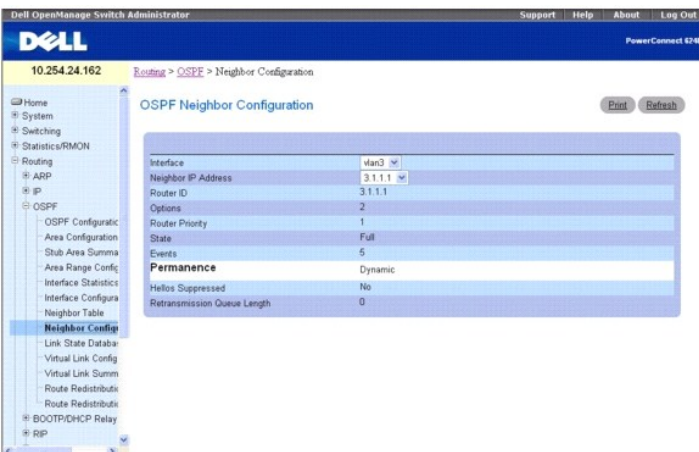 Dell OpenManage Switch Administrator
Support Help About Log Out
DELL
PowerConnect 6248
10.254.24.162
Routing > OSPF > Neighbor Configuration
Home
System
Switching
Statistics/RMON
Routing
ARP
IP
OSPF
OSPF Configuratic
Area Configuration
Stub Area Summa
Area Range Config
Interface Statistics
Interface Configura
Neighbor Table
Neighbor Configu
Link State Databa
Virtual Link Config
Virtual Link Summ
Route Redistributic
Route Redistributic
BOOTP/DHCP Relay
RIP
OSPF Neighbor Configuration
Print Refresh
Interface vlan3
Neighbor IP Address 3.1.1.1
Router ID 3.1.1.1
Options 2
Router Priority 1
State Full
Events 5
Permanence Dynamic
Hellos Suppressed No
Retransmission Queue Length 0